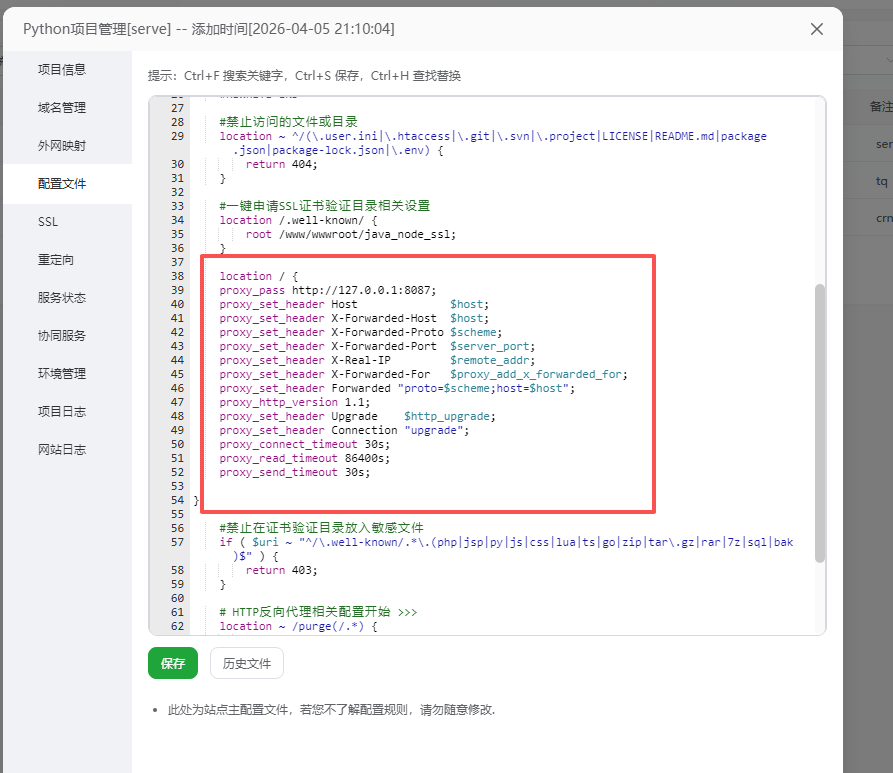 Python项目管理[serve] -- 添加时间[2026-04-05 21:10:04]
项目信息
域名管理
外网映射
配置文件
SSL
重定向
服务状态
协同服务
环境管理
项目日志
网站日志
提示：Ctrl+F 搜索关键字，Ctrl+S 保存，Ctrl+H 查找替换
27
28 #禁止访问的文件或目录
29 location ~ ^/(\.user.ini|\.htaccess|\.git|\.svn|\.project|LICENSE|README.md|package
.json|package-lock.json|\.env) {
30 return 404;
31 }
32
33 #一键申请SSL证书验证目录相关设置
34 location /.well-known/ {
35 root /www/wwwroot/java_node_ssl;
36 }
37
38 location / {
39 proxy_pass http://127.0.0.1:8087;
40 proxy_set_header Host $host;
41 proxy_set_header X-Forwarded-Host $host;
42 proxy_set_header X-Forwarded-Proto $scheme;
43 proxy_set_header X-Forwarded-Port $server_port;
44 proxy_set_header X-Real-IP $remote_addr;
45 proxy_set_header X-Forwarded-For $proxy_add_x_forwarded_for;
46 proxy_set_header Forwarded "proto=$scheme;host=$host";
47 proxy_http_version 1.1;
48 proxy_set_header Upgrade $http_upgrade;
49 proxy_set_header Connection "upgrade";
50 proxy_connect_timeout 30s;
51 proxy_read_timeout 86400s;
52 proxy_send_timeout 30s;
53
54 }
55
56 #禁止在证书验证目录放入敏感文件
57 if ( $uri ~ "^/\.well-known/.*\.(php|jsp|py|js|css|lua|ts|go|zip|tar\.gz|rar|7z|sql|bak
)$" ) {
58 return 403;
59 }
60
61 # HTTP反向代理相关配置开始 >>>
62 location ~ /purge(/.*) {
保存
历史文件
此处为站点主配置文件，若您不了解配置规则，请勿随意修改.
备注
ser
tq
crn